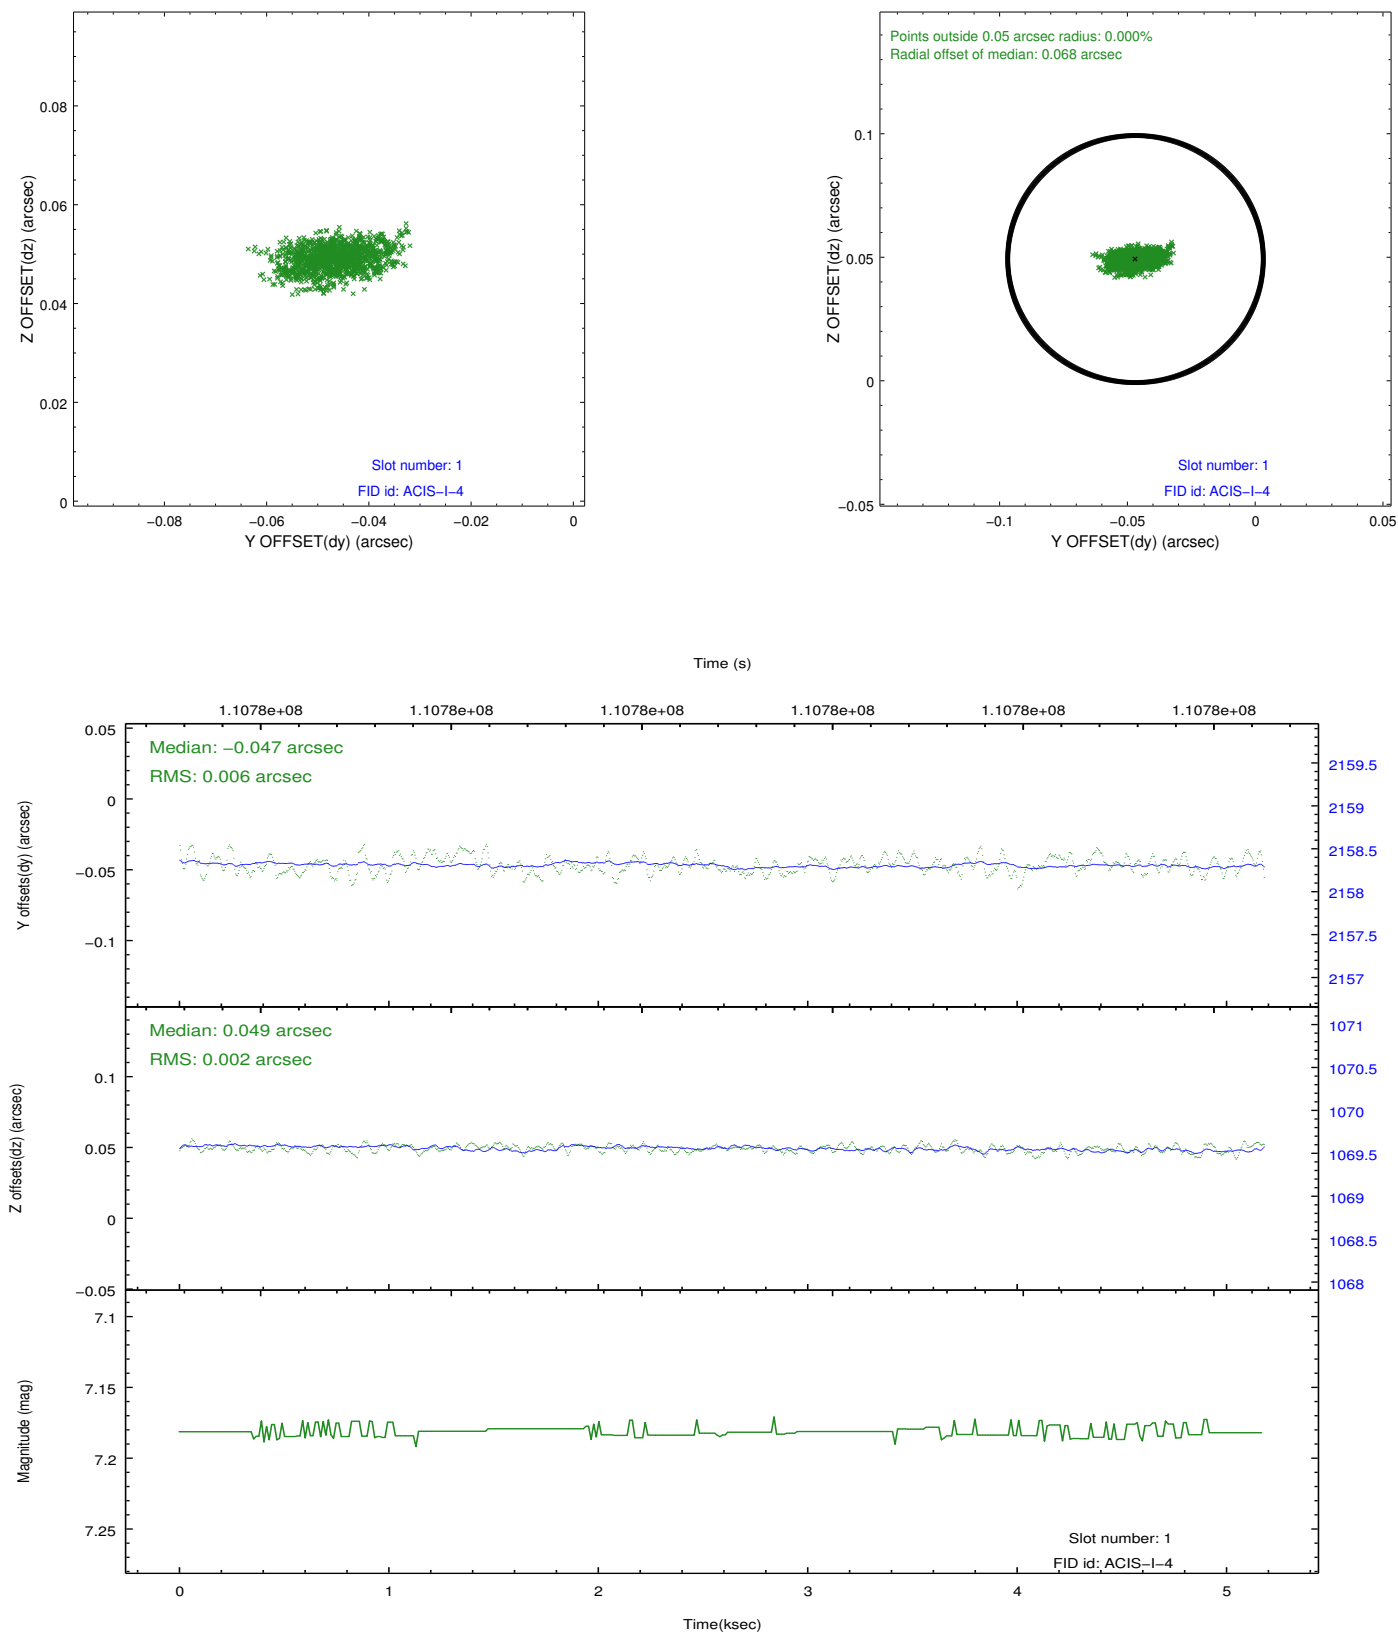 Z OFFSET(dz) (arcsec)
0.08
0.06
0.04
0.02
0
Slot number: 1
FID id: ACIS−I−4
−0.08 −0.06 −0.04 −0.02 0
Y OFFSET(dy) (arcsec)
Points outside 0.05 arcsec radius: 0.000%
Radial offset of median: 0.068 arcsec
Z OFFSET(dz) (arcsec)
0.1
0.05
0
−0.05
Slot number: 1
FID id: ACIS−I−4
−0.1 −0.05 0 0.05
Y OFFSET(dy) (arcsec)
Time (s)
1.1078e+08 1.1078e+08 1.1078e+08 1.1078e+08 1.1078e+08 1.1078e+08
Median: −0.047 arcsec
RMS: 0.006 arcsec
Y offsets(dy) (arcsec)
0.05
0
−0.05
−0.1
2159.5
2159
2158.5
2158
2157.5
2157
Median: 0.049 arcsec
RMS: 0.002 arcsec
Z offsets(dz) (arcsec)
0.1
0.05
0
−0.05
1071
1070.5
1070
1069.5
1069
1068.5
1068
Magnitude (mag)
7.1
7.15
7.2
7.25
Slot number: 1
FID id: ACIS−I−4
0 1 2 3 4 5
Time(ksec)